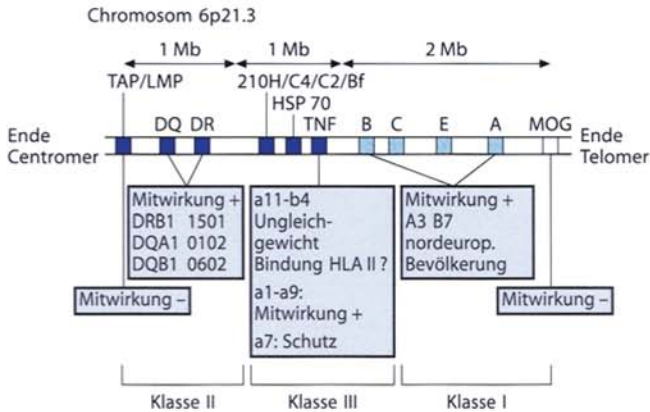 Chromosom 6p21.3
1 Mb 1 Mb 2 Mb
TAP/LMP 210H/C4/C2/Bf
HSP 70
DQ DR TNF B C E A MOG
Ende
Centromer
Ende
Telomer
Mitwirkung +
DRB1 1501
DQA1 0102
DQB1 0602
a11-b4
Ungleich-
gewicht
Bindung HLA II ?
a1-a9:
Mitwirkung +
a7: Schutz
Mitwirkung +
A3 B7
nordeurop.
Bevölkerung
Mitwirkung –
Mitwirkung –
Klasse II Klasse III Klasse I